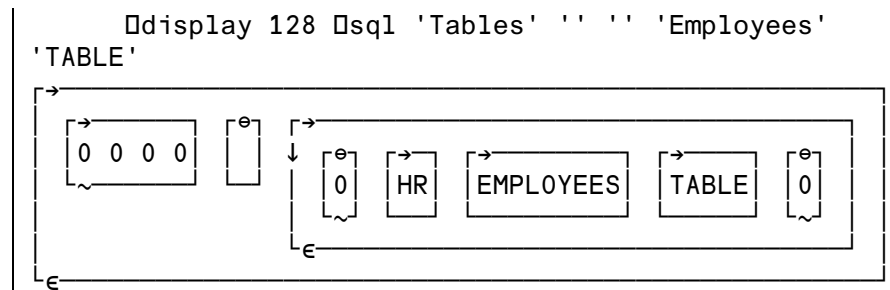 ⎕display 128 ⎕sql 'Tables' '' '' 'Employees'
'TABLE'
┌→──────────────────────────────────────────────────┐
│ ┌→──────┐ ┌⊖┐ ┌→────────────────────────────────┐ │
│ │0 0 0 0│ │ │ ↓ ┌⊖┐ ┌→─┐ ┌→────────┐ ┌→────┐ ┌⊖┐ │ │
│ └~──────┘ └─┘ │ │0│ │HR│ │EMPLOYEES│ │TABLE│ │0│ │ │
│               │ └~┘ └──┘ └─────────┘ └─────┘ └~┘ │ │
│               └∊────────────────────────────────┘ │
└∊──────────────────────────────────────────────────┘